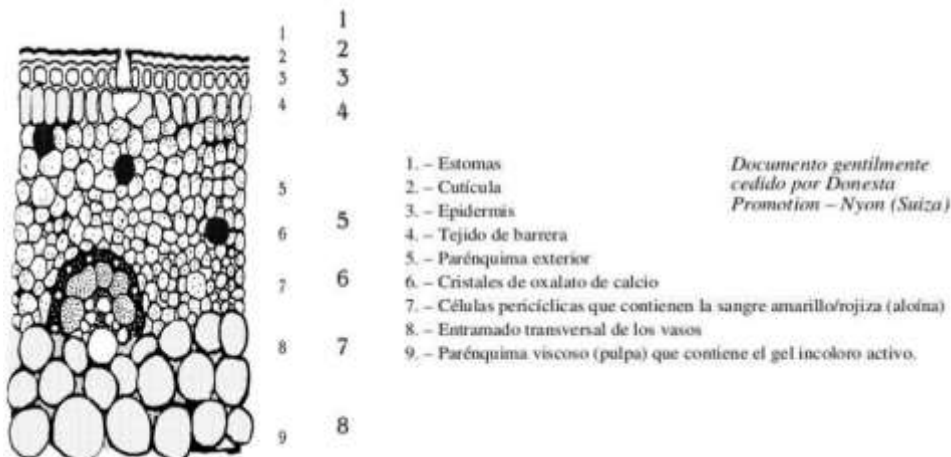 1
1
2
2
3
3
4
4
5
5
6
6
7
7
8
8
9
1. – Estomas
2. – Cutícula
3. – Epidermis
4. – Tejido de barrera
5. – Parénquima exterior
6. – Cristales de oxalato de calcio
7. – Células pericíclicas que contienen la sangre amarillo/rojiza (aloína)
8. – Entramado transversal de los vasos
9. – Parénquima viscoso (pulpa) que contiene el gel incoloro activo.
Documento gentilmente
cedido por Donesta
Promotion – Nyon (Suiza)